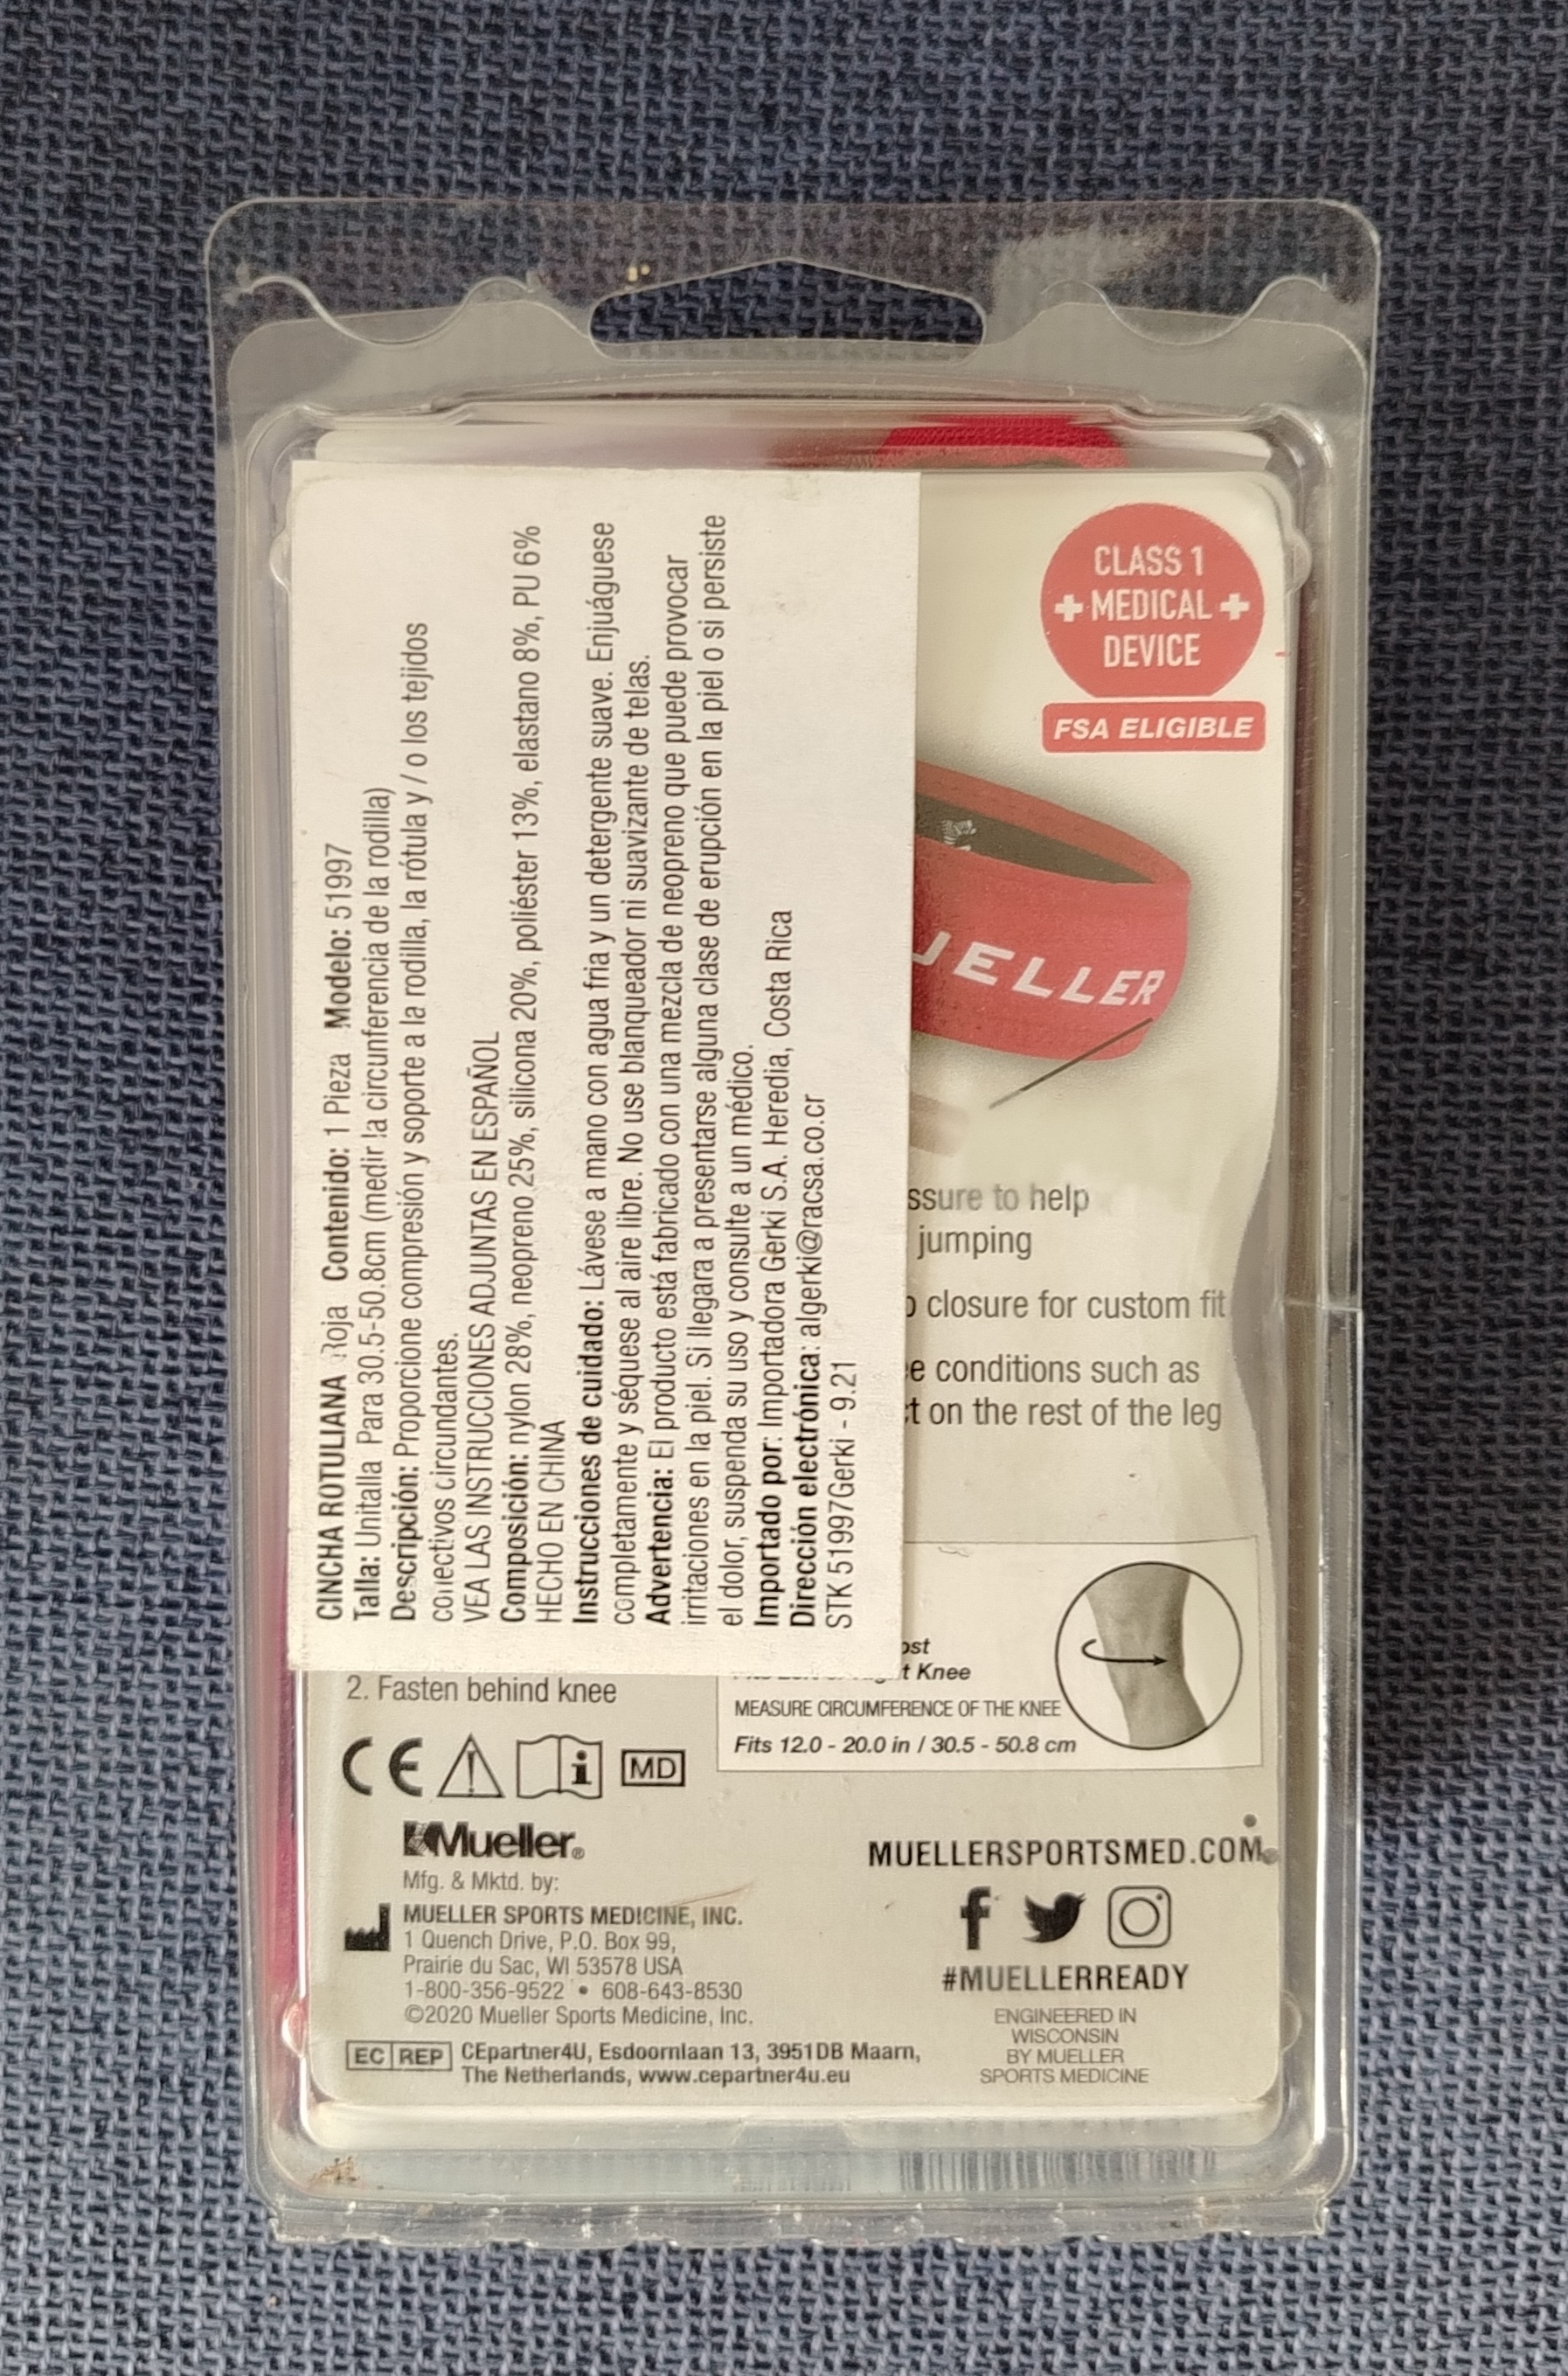 CINCHA ROTULIANA Roja Contenido: 1 Pieza Modelo: 51997
Talla: Unitalla Para 30.5-50.8cm (medir la circunferencia de la rodilla)
Descripción: Proporcione compresión y soporte a la rodilla, la rótula y / o los tejidos
conectivos circundantes.
VEA LAS INSTRUCCIONES ADJUNTAS EN ESPAÑOL
Composición: nylon 28%, neopreno 25%, silicona 20%, poliéster 13%, elastano 8%, PU 6%
HECHO EN CHINA
Instrucciones de cuidado: Lávese a mano con agua fria y un detergente suave. Enjuáguese
completamente y séquese al aire libre. No use blanqueador ni suavizante de telas.
Advertencia: El producto está fabricado con una mezcla de neopreno que puede provocar
irritaciones en la piel. Si llegara a presentarse alguna clase de erupción en la piel o si persiste
el dolor, suspenda su uso y consulte a un médico.
Importado por: Importadora Gerki S.A. Heredia, Costa Rica
Dirección electrónica: algerki@racsa.co.cr
STK 51997Gerki - 9.21
CLASS 1
MEDICAL
DEVICE
FSA ELIGIBLE
UELLER
ssure to help
jumping
closure for custom fit
e conditions such as
t on the rest of the leg
ost
t Knee
MEASURE CIRCUMFERENCE OF THE KNEE
Fits 12.0 - 20.0 in / 30.5 - 50.8 cm
2. Fasten behind knee
CE
MD
Mueller®
Mfg. & Mktd. by:
MUELLER SPORTS MEDICINE, INC.
1 Quench Drive, P.O. Box 99,
Prairie du Sac, WI 53578 USA
1-800-356-9522 • 608-643-8530
©2020 Mueller Sports Medicine, Inc.
EC REP CEpartner4U, Esdoornlaan 13, 3951DB Maarn,
The Netherlands, www.cepartner4u.eu
MUELLERSPORTSMED.COM
#MUELLERREADY
ENGINEERED IN
WISCONSIN
BY MUELLER
SPORTS MEDICINE